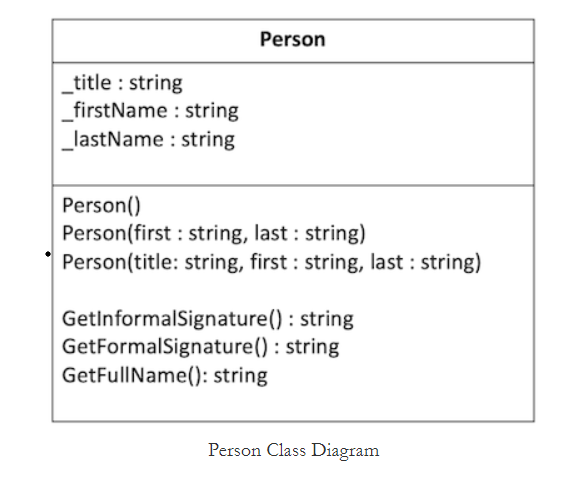 Person
_title : string
_firstName : string
_lastName : string
Person()
Person(first : string, last : string)
Person(title: string, first : string, last : string)
GetInformalSignature() : string
GetFormalSignature() : string
GetFullName(): string
Person Class Diagram